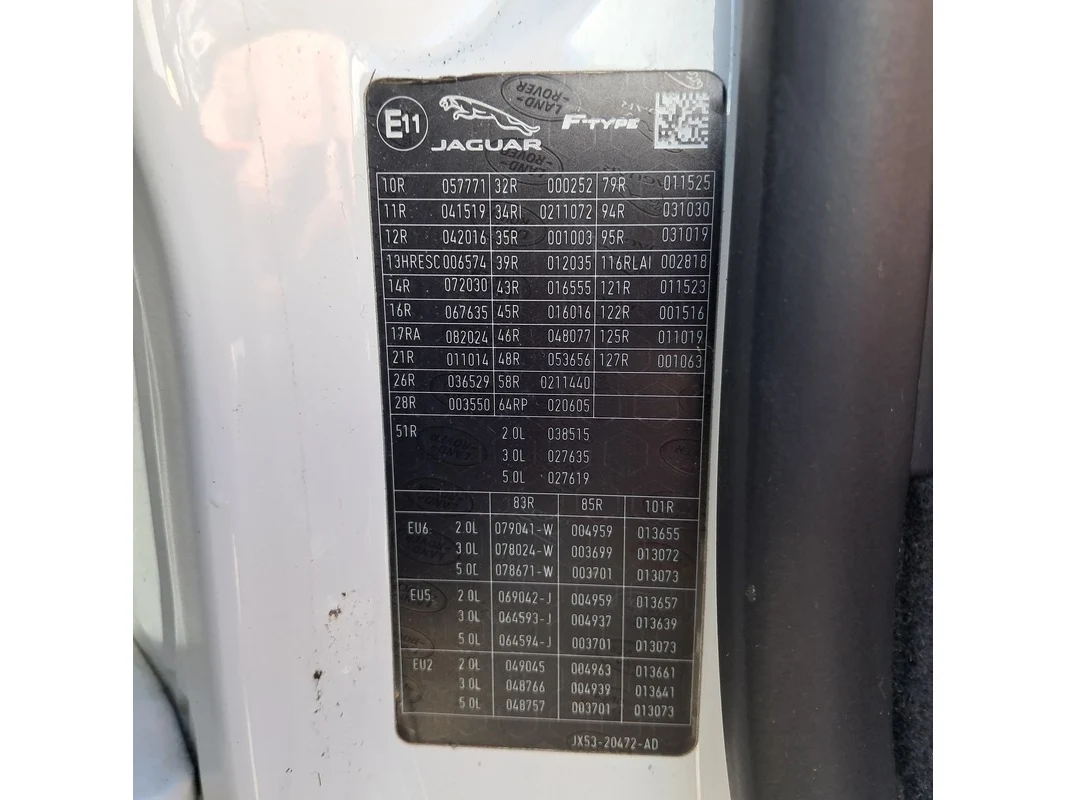 E11 JAGUAR F-TYPE
LAND-
-ROVER
10R 057771 32R 000252 79R 011525
11R 041519 34RI 0211072 94R 031030
12R 042016 35R 001003 95R 031019
13HRESC 006574 39R 012035 116RLAI 002818
14R 072030 43R 016555 121R 011523
16R 067635 45R 016016 122R 001516
17RA 082024 46R 048077 125R 011019
21R 011014 48R 053656 127R 001063
26R 036529 58R 0211440
28R 003550 64RP 020605
51R 2.0L 038515
3.0L 027635
5.0L 027619
83R 85R 101R
EU6: 2.0L 079041-W 004959 013655
3.0L 078024-W 003699 013072
5.0L 078671-W 003701 013073
EU5: 2.0L 069042-J 004959 013657
3.0L 064593-J 004937 013639
5.0L 064594-J 003701 013073
EU2 2.0L 049045 004963 013661
3.0L 048766 004939 013641
5.0L 048757 003701 013073
JX53-20472-AD